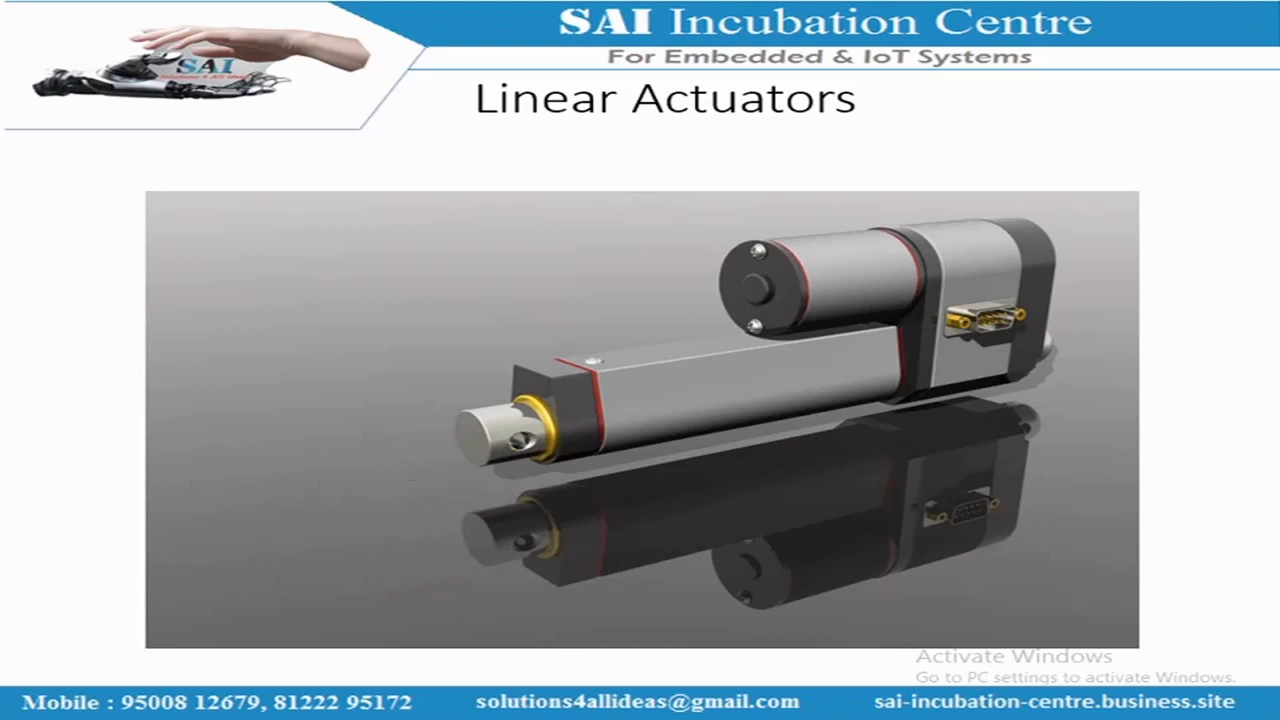 SAI Incubation Centre
For Embedded & IoT Systems
SAI
Linear Actuators
Activate Windows
Go to PC settings to activate Windows.
Mobile : 95008 12679, 81222 95172
solutions4allideas@gmail.com
sai-incubation-centre.business.site